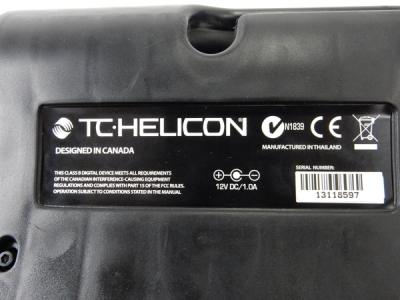 TC·HELICON
N1839
DESIGNED IN CANADA
MANUFACTURED IN THAILAND
THIS CLASS B DIGITAL DEVICE MEETS ALL REQUIREMENTS
OF THE CANADIAN INTERFERENCE-CAUSING EQUIPMENT
REGULATIONS AND COMPLIES WITH PART 15 OF THE FCC RULES.
OPERATION SUBJECT TO CONDITIONS STATED IN THE MANUAL
12V DC/1.0A
SERIAL NUMBER:
13118597